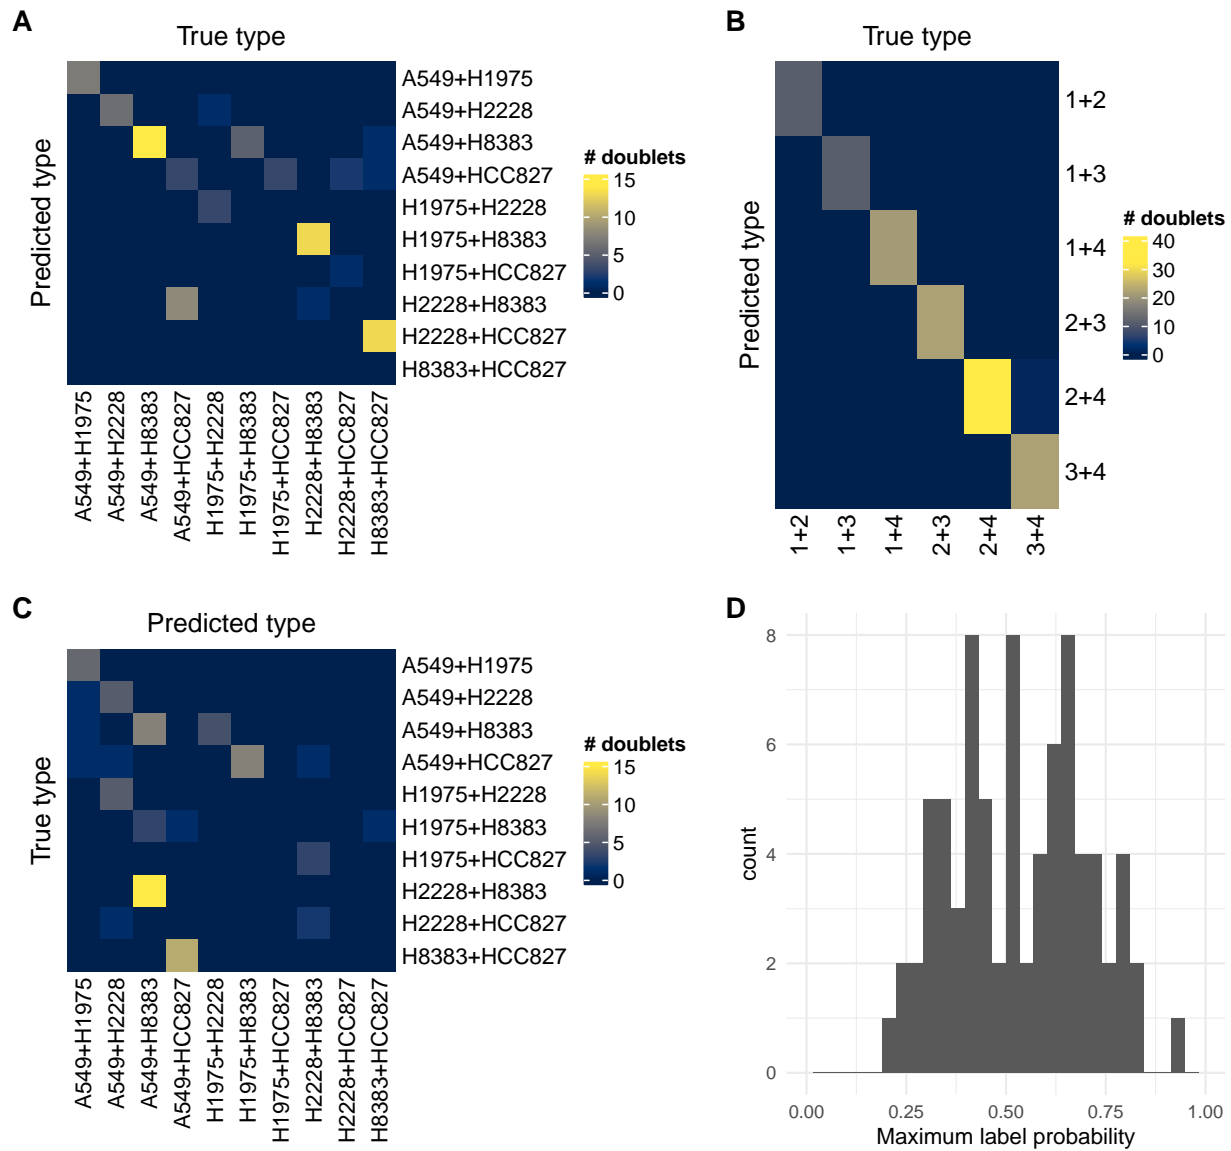 A
True type
Predicted type
A549+H1975
A549+H2228
A549+H8383
A549+HCC827
H1975+H2228
H1975+H8383
H1975+HCC827
H2228+H8383
H2228+HCC827
H8383+HCC827
A549+H1975
A549+H2228
A549+H8383
A549+HCC827
H1975+H2228
H1975+H8383
H1975+HCC827
H2228+H8383
H2228+HCC827
H8383+HCC827
# doublets
15
10
5
0
B
True type
Predicted type
1+2
1+3
1+4
2+3
2+4
3+4
1+2
1+3
1+4
2+3
2+4
3+4
# doublets
40
30
20
10
0
C
Predicted type
True type
A549+H1975
A549+H2228
A549+H8383
A549+HCC827
H1975+H2228
H1975+H8383
H1975+HCC827
H2228+H8383
H2228+HCC827
H8383+HCC827
A549+H1975
A549+H2228
A549+H8383
A549+HCC827
H1975+H2228
H1975+H8383
H1975+HCC827
H2228+H8383
H2228+HCC827
H8383+HCC827
# doublets
15
10
5
0
D
count
8
6
4
2
0
0.00
0.25
0.50
0.75
1.00
Maximum label probability